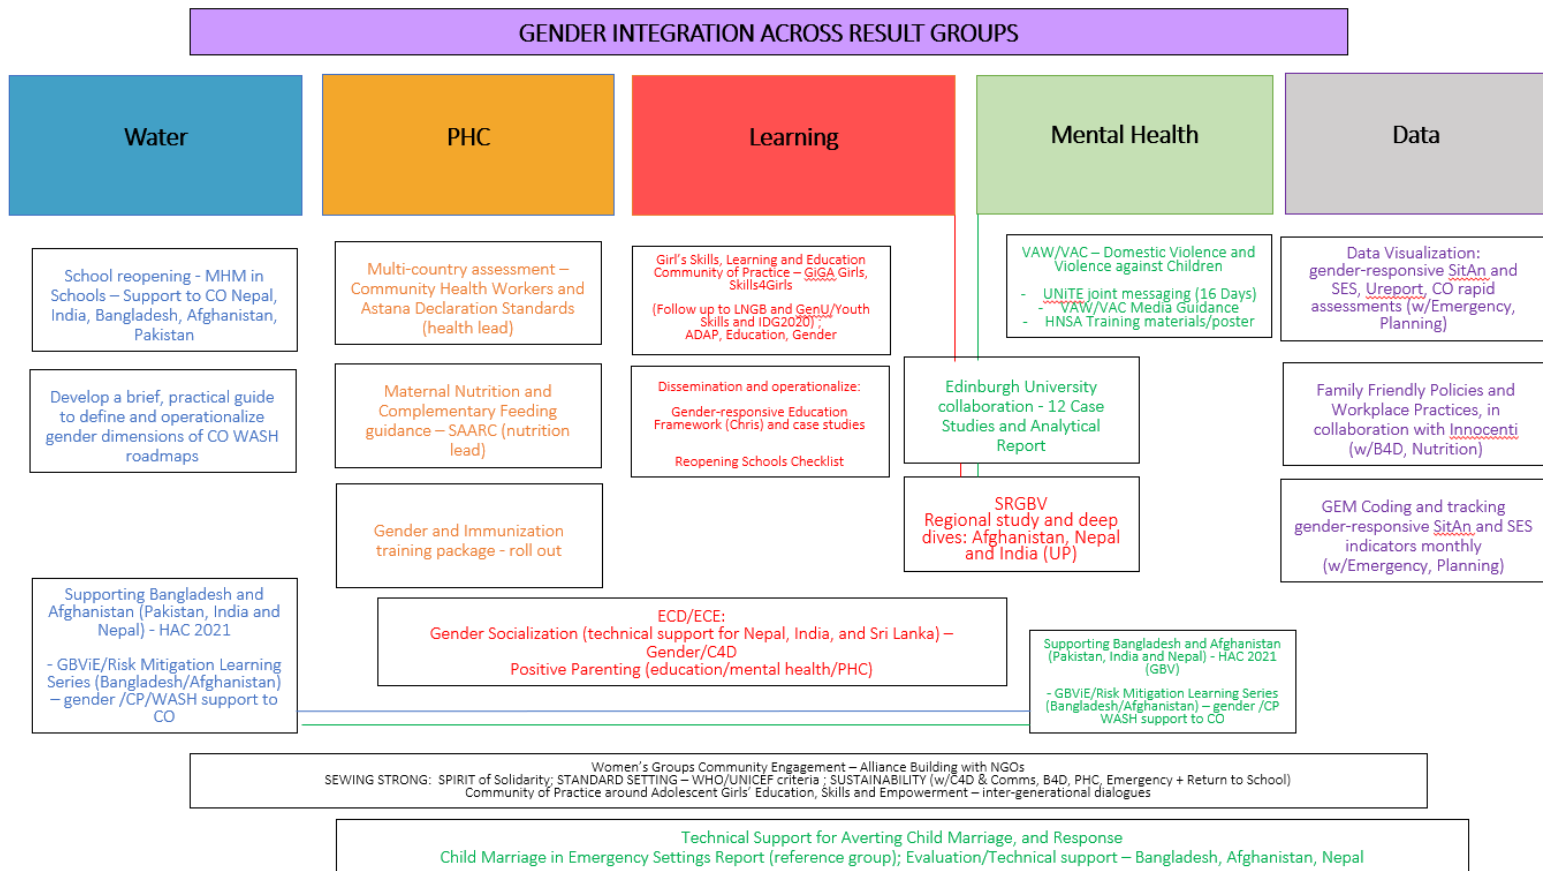 GENDER INTEGRATION ACROSS RESULT GROUPS
Water
PHC
Learning
Mental Health
Data
School reopening - MHM in
Schools – Support to CO Nepal,
India, Bangladesh, Afghanistan,
Pakistan
Develop a brief, practical guide
to define and operationalize
gender dimensions of CO WASH
roadmaps
Supporting Bangladesh and
Afghanistan (Pakistan, India and
Nepal) - HAC 2021
- GBViE/Risk Mitigation Learning
Series (Bangladesh/Afghanistan)
– gender /CP/WASH support to
CO
Multi-country assessment –
Community Health Workers and
Astana Declaration Standards
(health lead)
Maternal Nutrition and
Complementary Feeding
guidance – SAARC (nutrition
lead)
Gender and Immunization
training package - roll out
Girl's Skills, Learning and Education
Community of Practice – GiGA Girls,
Skills4Girls
(Follow up to LNGB and GenU/Youth
Skills and IDG2020) ;
ADAP, Education, Gender
Dissemination and operationalize:
Gender-responsive Education
Framework (Chris) and case studies
Reopening Schools Checklist
VAW/VAC – Domestic Violence and
Violence against Children
- UNiTE joint messaging (16 Days)
- VAW/VAC Media Guidance
- HNSA Training materials/poster
Edinburgh University
collaboration - 12 Case
Studies and Analytical
Report
SRGBV
Regional study and deep
dives: Afghanistan, Nepal
and India (UP)
Data Visualization:
gender-responsive SitAn and
SES, Ureport, CO rapid
assessments (w/Emergency,
Planning)
Family Friendly Policies and
Workplace Practices, in
collaboration with Innocenti
(w/B4D, Nutrition)
GEM Coding and tracking
gender-responsive SitAn and SES
indicators monthly
(w/Emergency, Planning)
ECD/ECE:
Gender Socialization (technical support for Nepal, India, and Sri Lanka) –
Gender/C4D
Positive Parenting (education/mental health/PHC)
Supporting Bangladesh and Afghanistan
(Pakistan, India and Nepal) - HAC 2021
(GBV)
- GBViE/Risk Mitigation Learning Series
(Bangladesh/Afghanistan) – gender /CP
WASH support to CO
Women's Groups Community Engagement – Alliance Building with NGOs
SEWING STRONG: SPIRIT of Solidarity; STANDARD SETTING – WHO/UNICEF criteria ; SUSTAINABILITY (w/C4D & Comms, B4D, PHC, Emergency + Return to School)
Community of Practice around Adolescent Girls' Education, Skills and Empowerment – inter-generational dialogues
Technical Support for Averting Child Marriage, and Response
Child Marriage in Emergency Settings Report (reference group); Evaluation/Technical support – Bangladesh, Afghanistan, Nepal